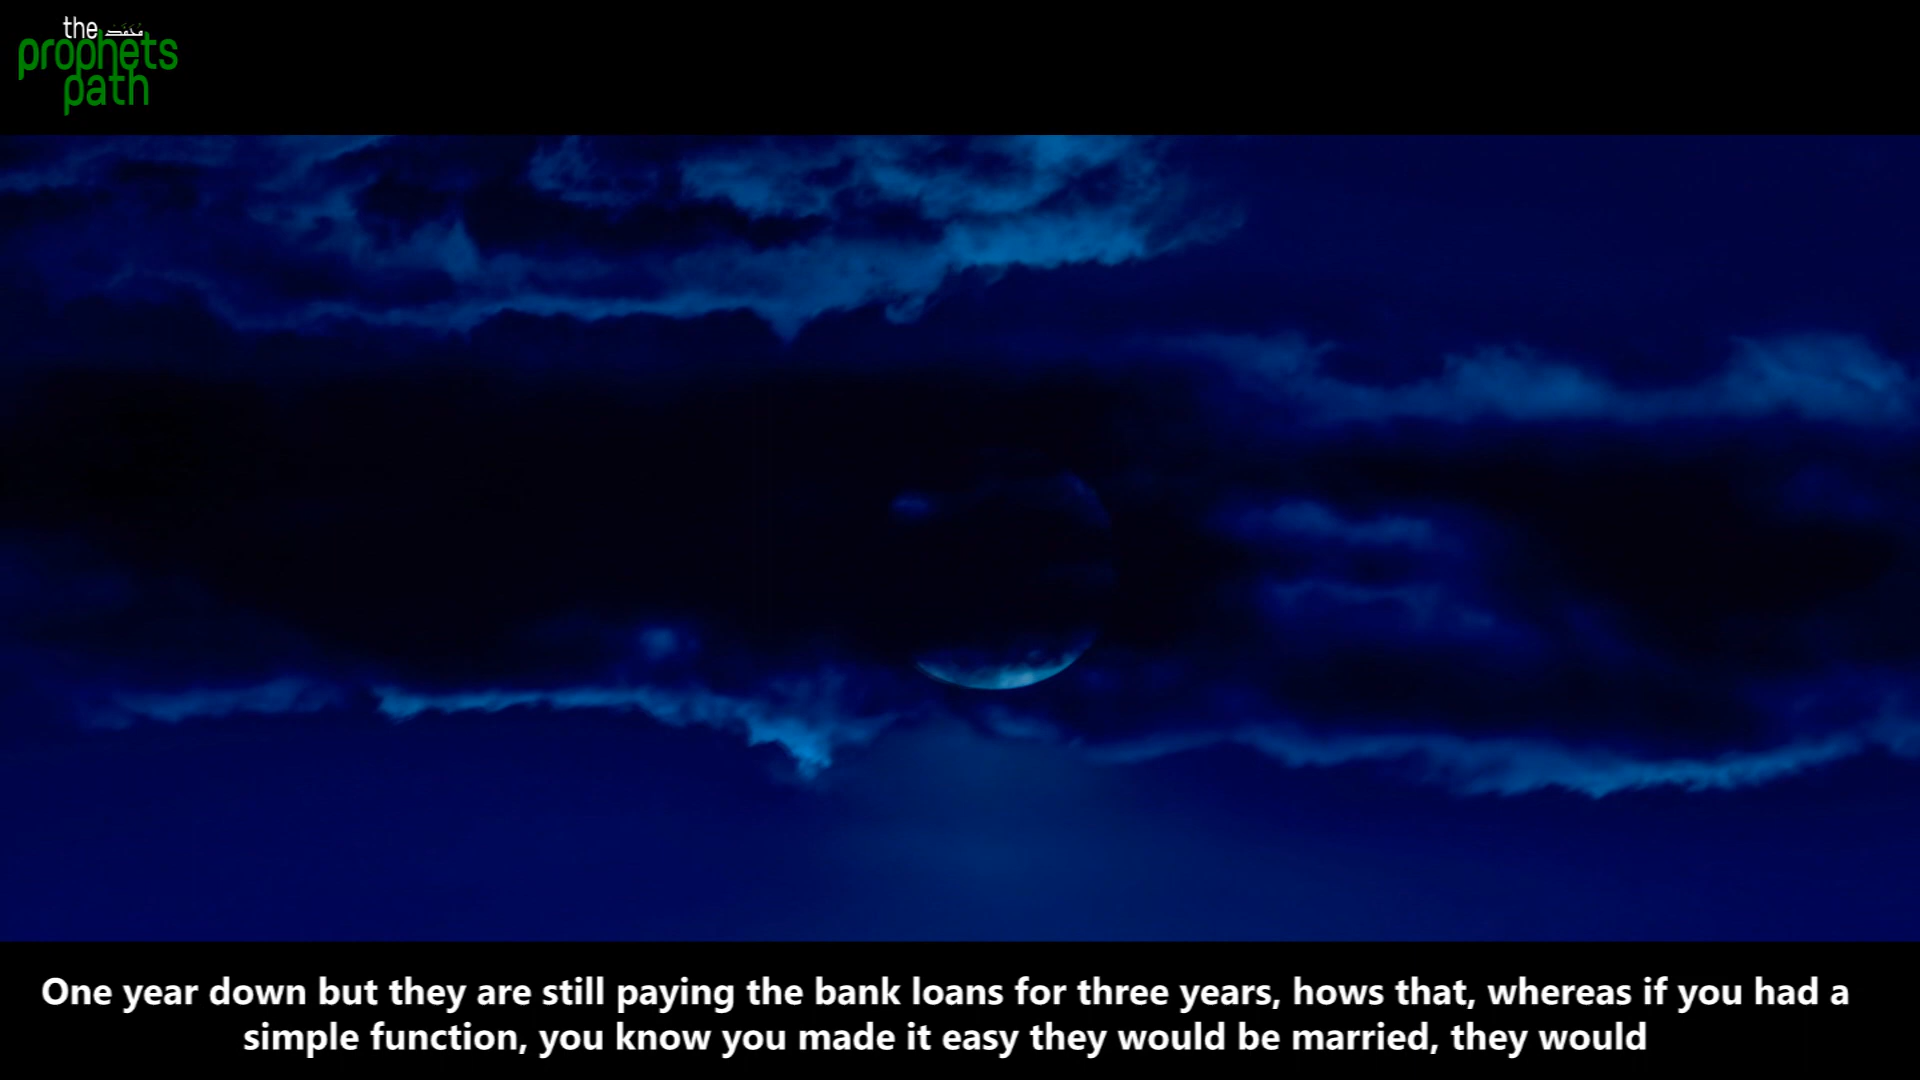 the محمد
prophets
path
One year down but they are still paying the bank loans for three years, hows that, whereas if you had a
simple function, you know you made it easy they would be married, they would